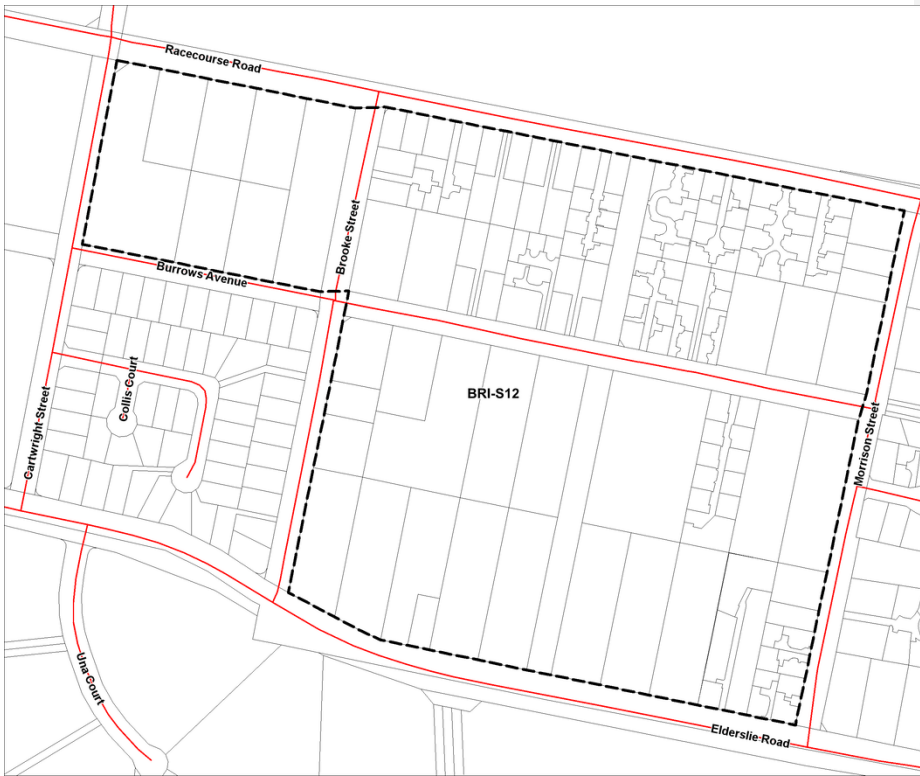 Racecourse Road
Brooke Street
Burrows Avenue
Collis Court
Cartwright Street
BRI-S12
Morrison Street
Una Court
Elderslie Road